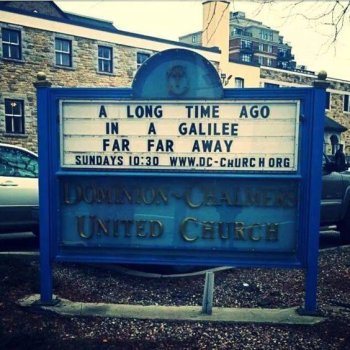 A LONG TIME AGO
IN A GALILEE
FAR FAR AWAY
SUNDAYS 10:30 WWW.DC-CHURCH.ORG
DOMINION-CHALMERS
UNITED CHURCH